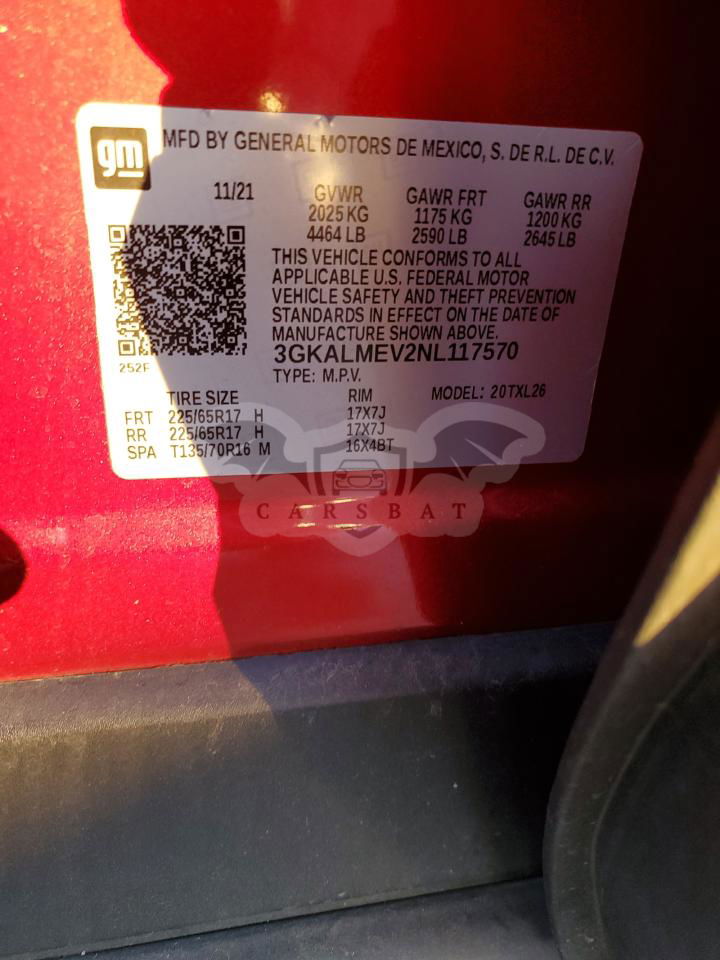 gm
MFD BY GENERAL MOTORS DE MEXICO, S. DE R.L. DE C.V.
11/21 GVWR GAWR FRT GAWR RR
2025 KG 1175 KG 1200 KG
4464 LB 2590 LB 2645 LB
THIS VEHICLE CONFORMS TO ALL
APPLICABLE U.S. FEDERAL MOTOR
VEHICLE SAFETY AND THEFT PREVENTION
STANDARDS IN EFFECT ON THE DATE OF
MANUFACTURE SHOWN ABOVE.
252F 3GKALMEV2NL117570
TYPE: M.P.V. MODEL: 20TXL26
TIRE SIZE RIM
FRT 225/65R17 H 17X7J
RR 225/65R17 H 17X7J
SPA T135/70R16 M 16X4BT
CARSBAT